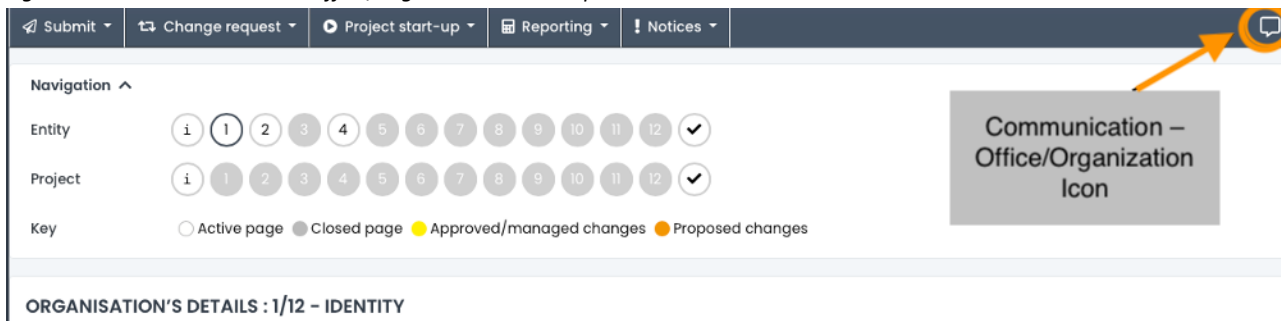 Submit Change request Project start-up Reporting Notices
Navigation
Entity i 1 2 3 4 5 6 7 8 9 10 11 12
Project i 1 2 3 4 5 6 7 8 9 10 11 12
Key Active page Closed page Approved/managed changes Proposed changes
Communication –
Office/Organization
Icon
ORGANISATION'S DETAILS : 1/12 – IDENTITY